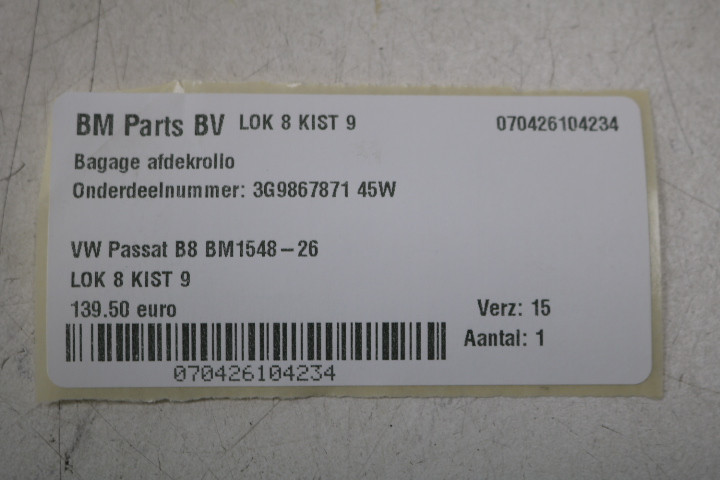 BM Parts BV LOK 8 KIST 9 070426104234
Bagage afdekrollo
Onderdeelnummer: 3G9867871 45W
VW Passat B8 BM1548-26
LOK 8 KIST 9
139.50 euro Verz: 15
Aantal: 1
070426104234